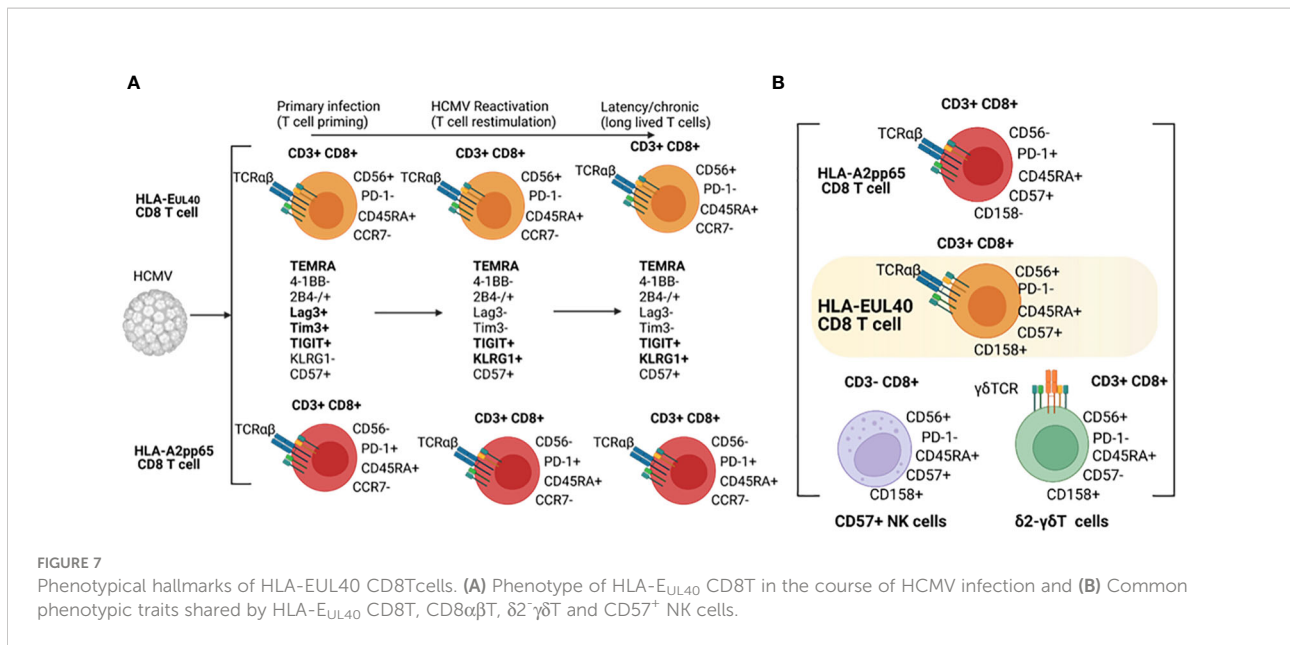 A
Primary infection
(T cell priming)
HCMV Reactivation
(T cell restimulation)
Latency/chronic
(long lived T cells)
HLA-EUL40
CD8 T cell
CD3+ CD8+
TCRαβ
CD56+
PD-1-
CD45RA+
CCR7-
CD3+ CD8+
TCRαβ
CD56+
PD-1-
CD45RA+
CCR7-
CD3+ CD8+
TCRαβ
CD56+
PD-1-
CD45RA+
CCR7-
HCMV
TEMRA
4-1BB-
2B4-/+
Lag3+
Tim3+
TIGIT+
KLRG1-
CD57+
TEMRA
4-1BB-
2B4-/+
Lag3-
Tim3-
TIGIT+
KLRG1+
CD57+
TEMRA
4-1BB-
2B4-/+
Lag3-
Tim3-
TIGIT+
KLRG1+
CD57+
HLA-A2pp65
CD8 T cell
CD3+ CD8+
TCRαβ
CD56-
PD-1+
CD45RA+
CCR7-
CD3+ CD8+
TCRαβ
CD56-
PD-1+
CD45RA+
CCR7-
CD3+ CD8+
TCRαβ
CD56-
PD-1+
CD45RA+
CCR7-
B
CD3+ CD8+
TCRαβ
HLA-A2pp65
CD8 T cell
CD56-
PD-1+
CD45RA+
CD57+
CD158-
CD3+ CD8+
TCRαβ
HLA-EUL40
CD8 T cell
CD56+
PD-1-
CD45RA+
CD57+
CD158+
CD3- CD8+
CD56+
PD-1-
CD45RA+
CD57+
CD158+
CD57+ NK cells
γδTCR
CD3+ CD8+
CD56+
PD-1-
CD45RA+
CD57-
CD158+
δ2-γδT cells
FIGURE 7
Phenotypical hallmarks of HLA-EUL40 CD8Tcells. (A) Phenotype of HLA-EUL40 CD8T in the course of HCMV infection and (B) Common
phenotypic traits shared by HLA-EUL40 CD8T, CD8αβT, δ2⁻γδT and CD57⁺ NK cells.